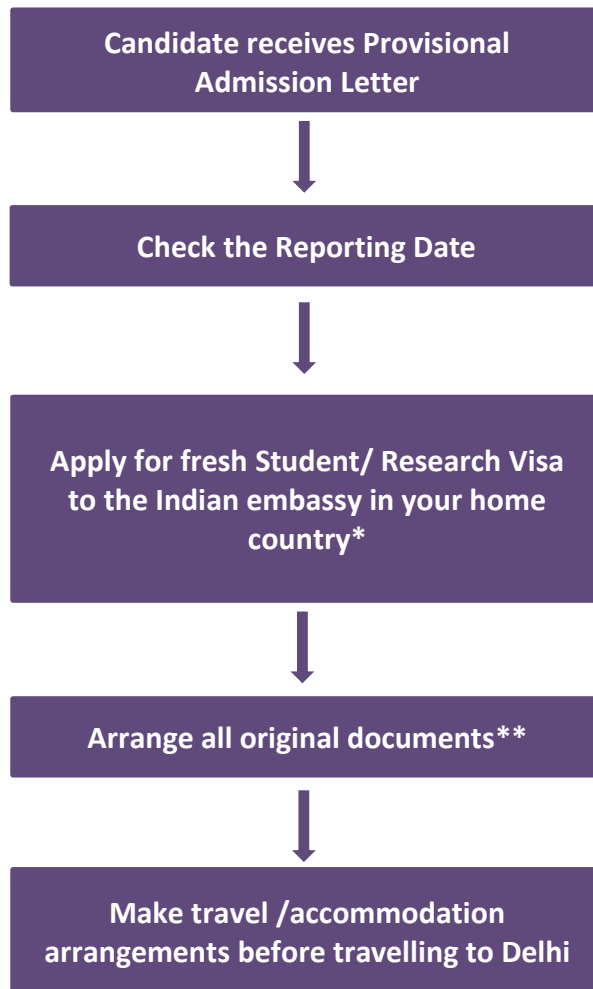 Candidate receives Provisional
Admission Letter
Check the Reporting Date
Apply for fresh Student/ Research Visa
to the Indian embassy in your home
country*
Arrange all original documents**
Make travel /accommodation
arrangements before travelling to Delhi